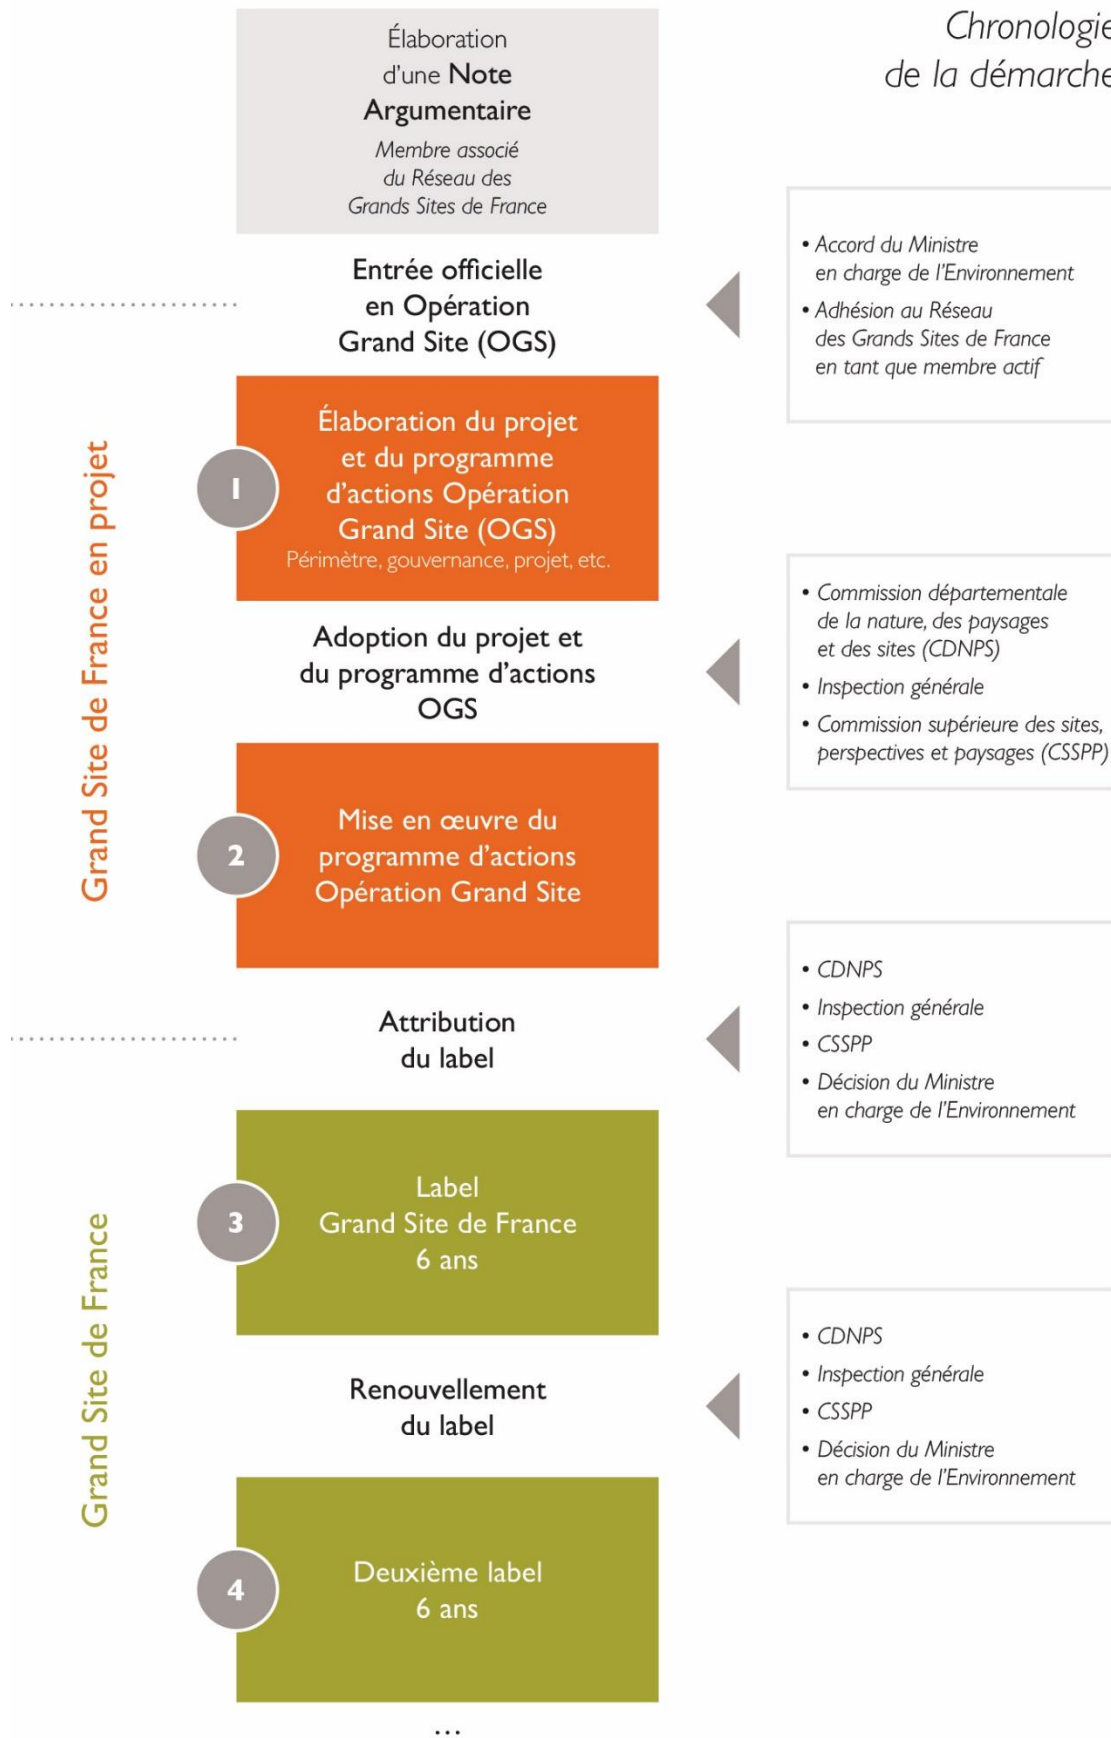 Chronologie
de la démarche
Élaboration
d'une Note
Argumentaire
Membre associé
du Réseau des
Grands Sites de France
Entrée officielle
en Opération
Grand Site (OGS)
• Accord du Ministre
en charge de l'Environnement
• Adhésion au Réseau
des Grands Sites de France
en tant que membre actif
Grand Site de France en projet
1
Élaboration du projet
et du programme
d'actions Opération
Grand Site (OGS)
Périmètre, gouvernance, projet, etc.
Adoption du projet et
du programme d'actions
OGS
• Commission départementale
de la nature, des paysages
et des sites (CDNPS)
• Inspection générale
• Commission supérieure des sites,
perspectives et paysages (CSSPP)
2
Mise en œuvre du
programme d'actions
Opération Grand Site
Attribution
du label
• CDNPS
• Inspection générale
• CSSPP
• Décision du Ministre
en charge de l'Environnement
Grand Site de France
3
Label
Grand Site de France
6 ans
Renouvellement
du label
• CDNPS
• Inspection générale
• CSSPP
• Décision du Ministre
en charge de l'Environnement
4
Deuxième label
6 ans
...